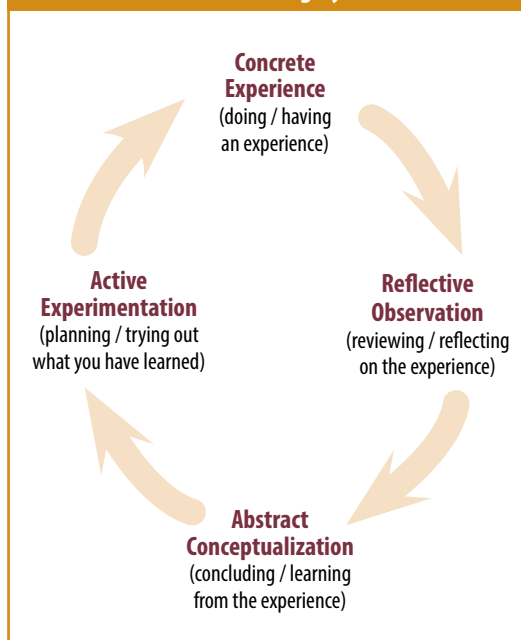 Concrete
Experience
(doing / having
an experience)
Reflective
Observation
(reviewing / reflecting
on the experience)
Abstract
Conceptualization
(concluding / learning
from the experience)
Active
Experimentation
(planning / trying out
what you have learned)